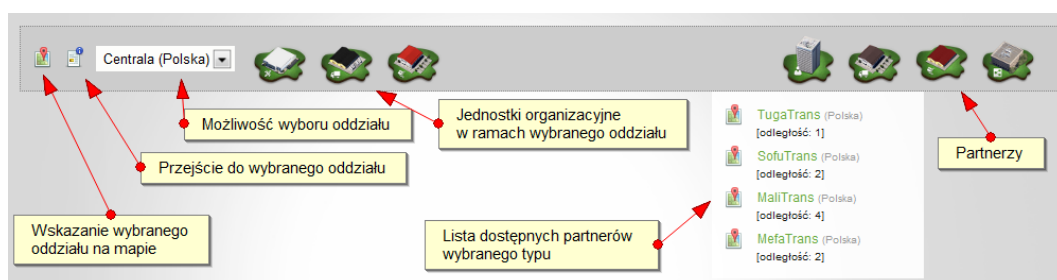 Centrala (Polska)
Możliwość wyboru oddziału
Przejście do wybranego oddziału
Wskazanie wybranego
oddziału na mapie
Jednostki organizacyjne
w ramach wybranego oddziału
Lista dostępnych partnerów
wybranego typu
TugaTrans (Polska)
[odległość: 1]
SofuTrans (Polska)
[odległość: 2]
MaliTrans (Polska)
[odległość: 4]
MefaTrans (Polska)
[odległość: 2]
Partnerzy